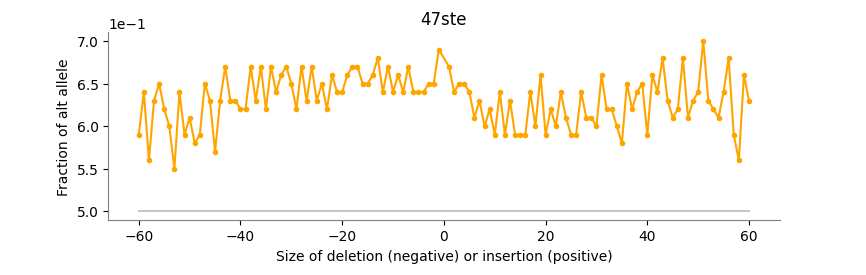 47ste
1e−1
7.0
6.5
6.0
5.5
5.0
Fraction of alt allele
−60 −40 −20 0 20 40 60
Size of deletion (negative) or insertion (positive)